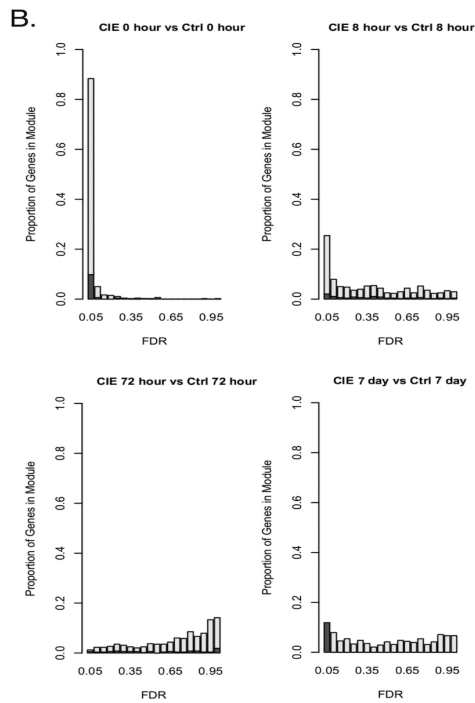 B.
CIE 0 hour vs Ctrl 0 hour
Proportion of Genes in Module
1.0
0.8
0.6
0.4
0.2
0.0
0.05 0.35 0.65 0.95
FDR
CIE 8 hour vs Ctrl 8 hour
Proportion of Genes in Module
1.0
0.8
0.6
0.4
0.2
0.0
0.05 0.35 0.65 0.95
FDR
CIE 72 hour vs Ctrl 72 hour
Proportion of Genes in Module
1.0
0.8
0.6
0.4
0.2
0.0
0.05 0.35 0.65 0.95
FDR
CIE 7 day vs Ctrl 7 day
Proportion of Genes in Module
1.0
0.8
0.6
0.4
0.2
0.0
0.05 0.35 0.65 0.95
FDR